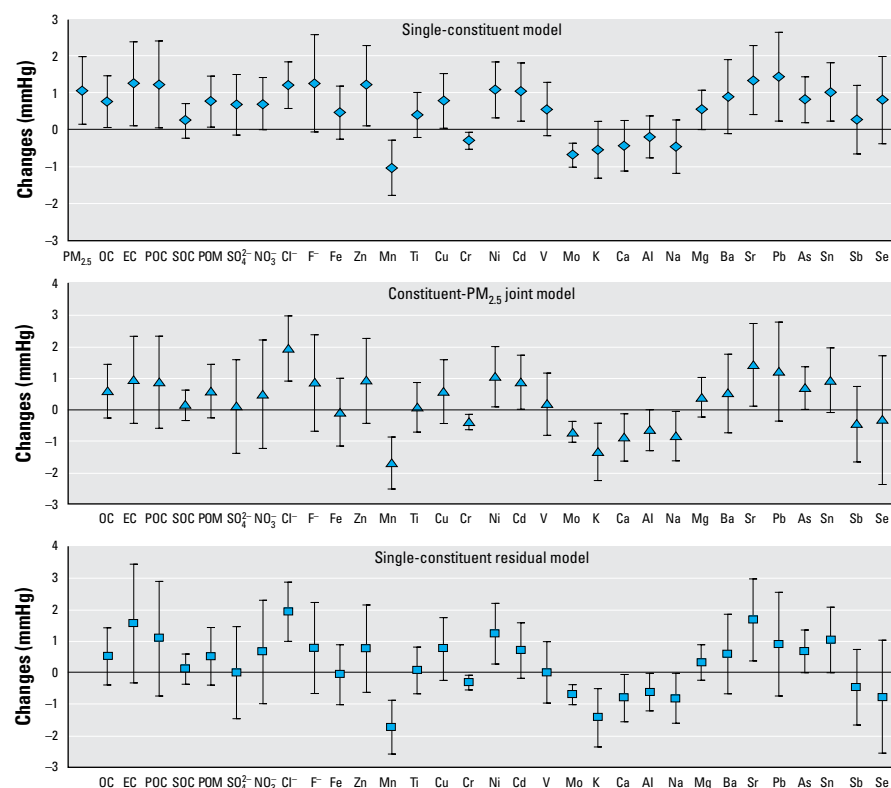 3
2
1
0
–1
–2
–3
Changes (mmHg)
Single-constituent model
PM2.5 OC EC POC SOC POM SO4^2– NO3^– Cl^– F^– Fe Zn Mn Ti Cu Cr Ni Cd V Mo K Ca Al Na Mg Ba Sr Pb As Sn Sb Se
4
3
2
1
0
–1
–2
–3
Changes (mmHg)
Constituent-PM2.5 joint model
OC EC POC SOC POM SO4^2– NO3^– Cl^– F^– Fe Zn Mn Ti Cu Cr Ni Cd V Mo K Ca Al Na Mg Ba Sr Pb As Sn Sb Se
4
3
2
1
0
–1
–2
–3
Changes (mmHg)
Single-constituent residual model
OC EC POC SOC POM SO4^2– NO3^– Cl^– F^– Fe Zn Mn Ti Cu Cr Ni Cd V Mo K Ca Al Na Mg Ba Sr Pb As Sn Sb Se